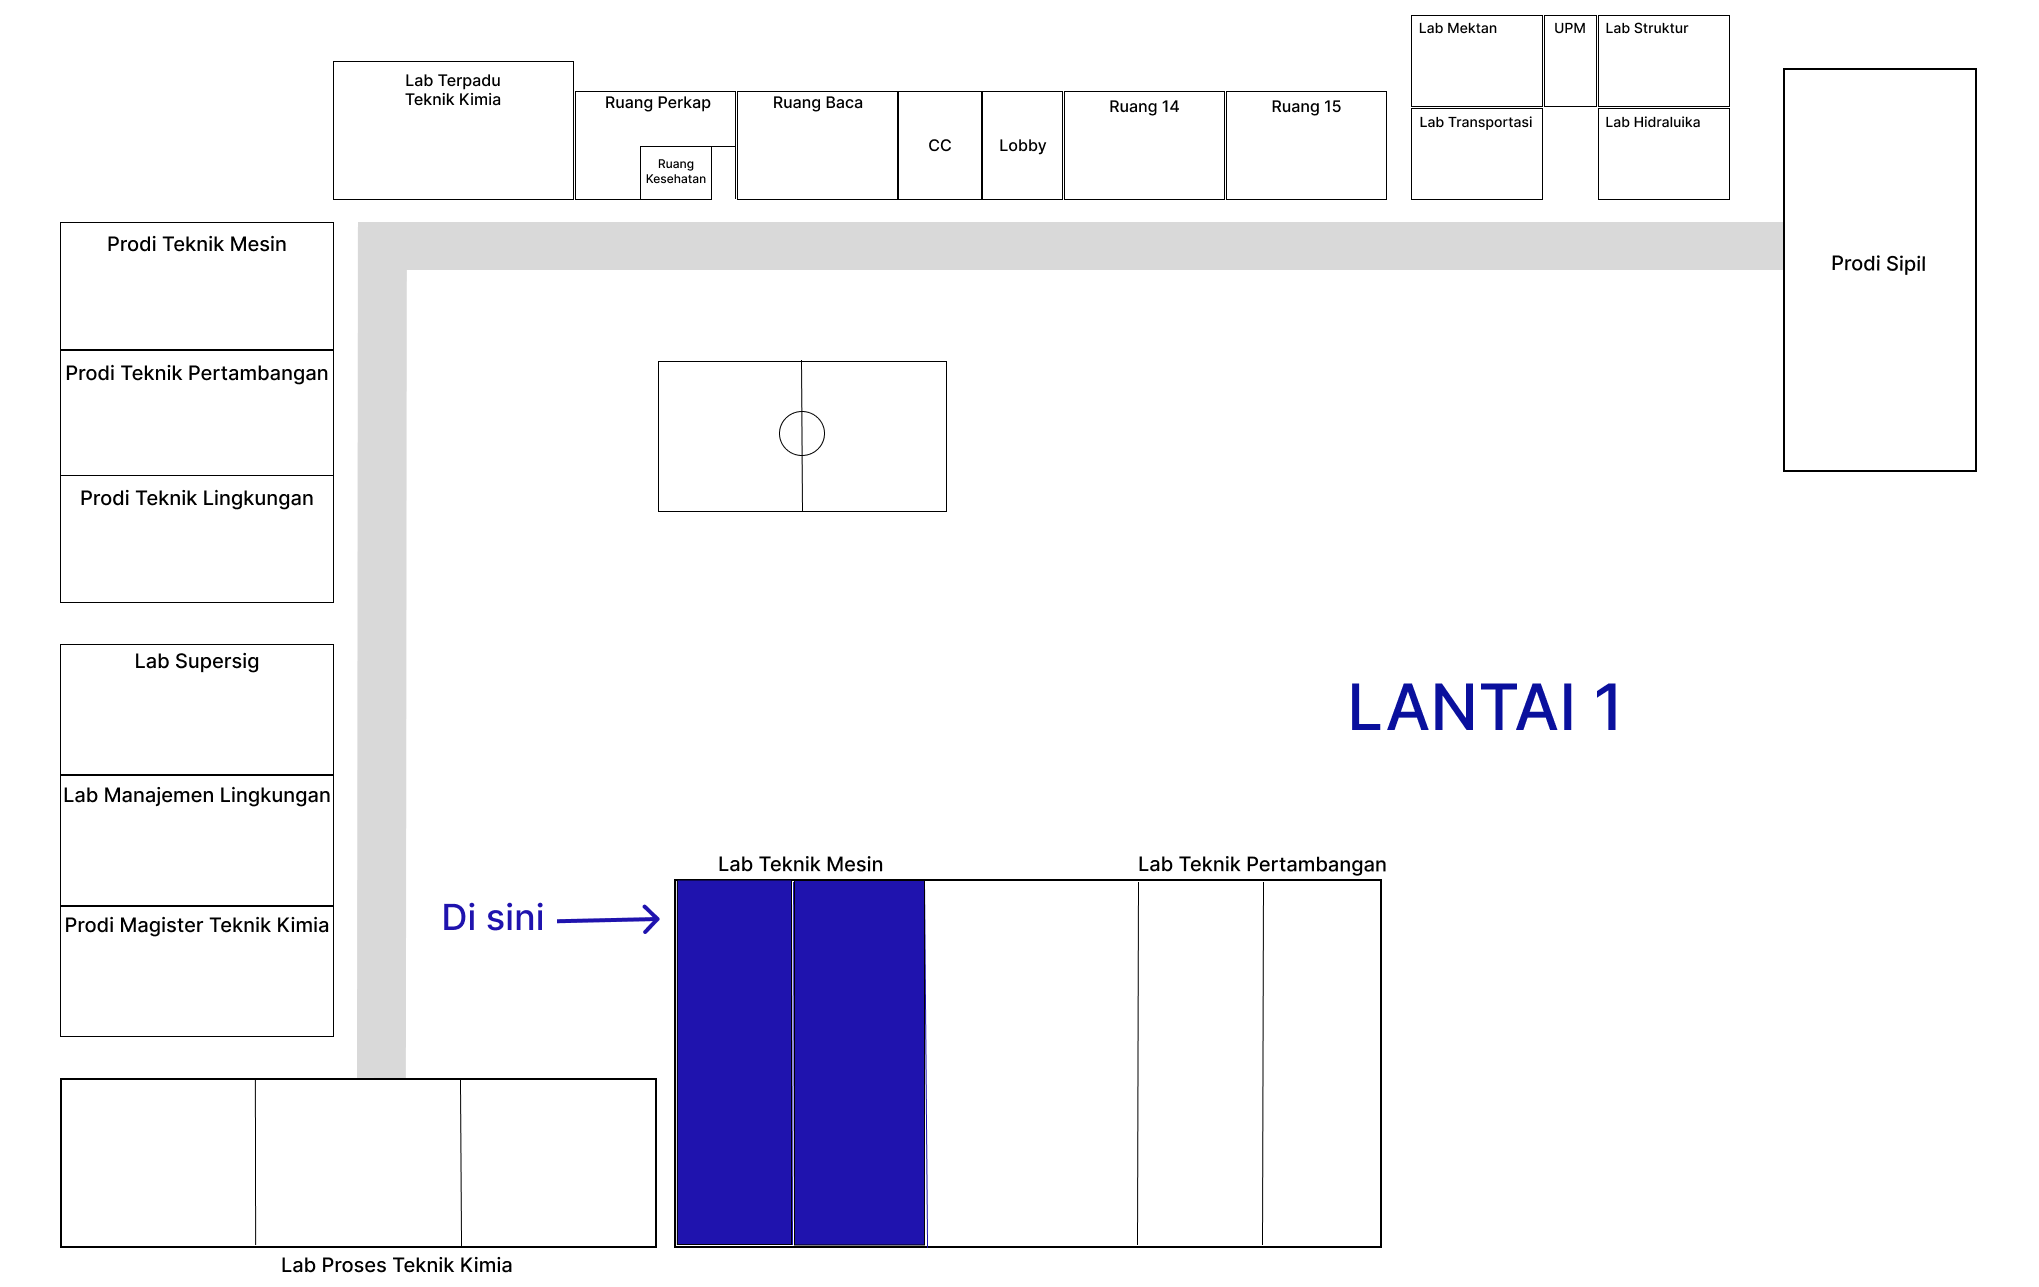 Lab Mektan
UPM
Lab Struktur
Lab Terpadu
Teknik Kimia
Ruang Perkap
Ruang Baca
Ruang 14
Ruang 15
Lab Transportasi
Lab Hidraluika
CC
Lobby
Ruang
Kesehatan
Prodi Teknik Mesin
Prodi Sipil
Prodi Teknik Pertambangan
Prodi Teknik Lingkungan
Lab Supersig
LANTAI 1
Lab Manajemen Lingkungan
Lab Teknik Mesin
Lab Teknik Pertambangan
Di sini
Prodi Magister Teknik Kimia
Lab Proses Teknik Kimia